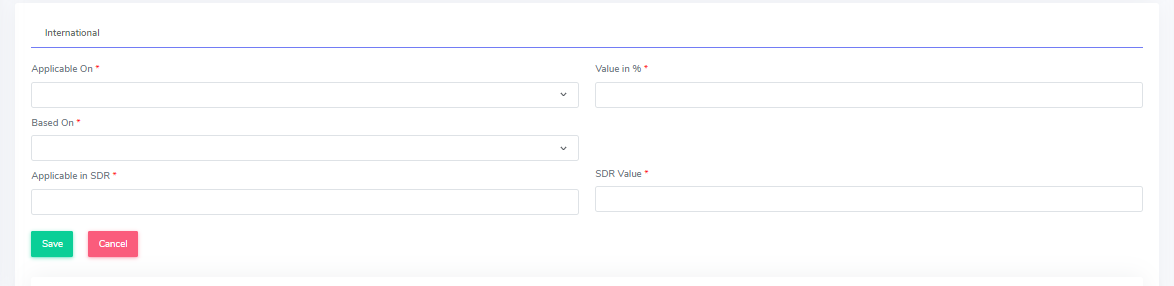 International
Applicable On *
Value in % *
Based On *
Applicable in SDR *
SDR Value *
Save
Cancel